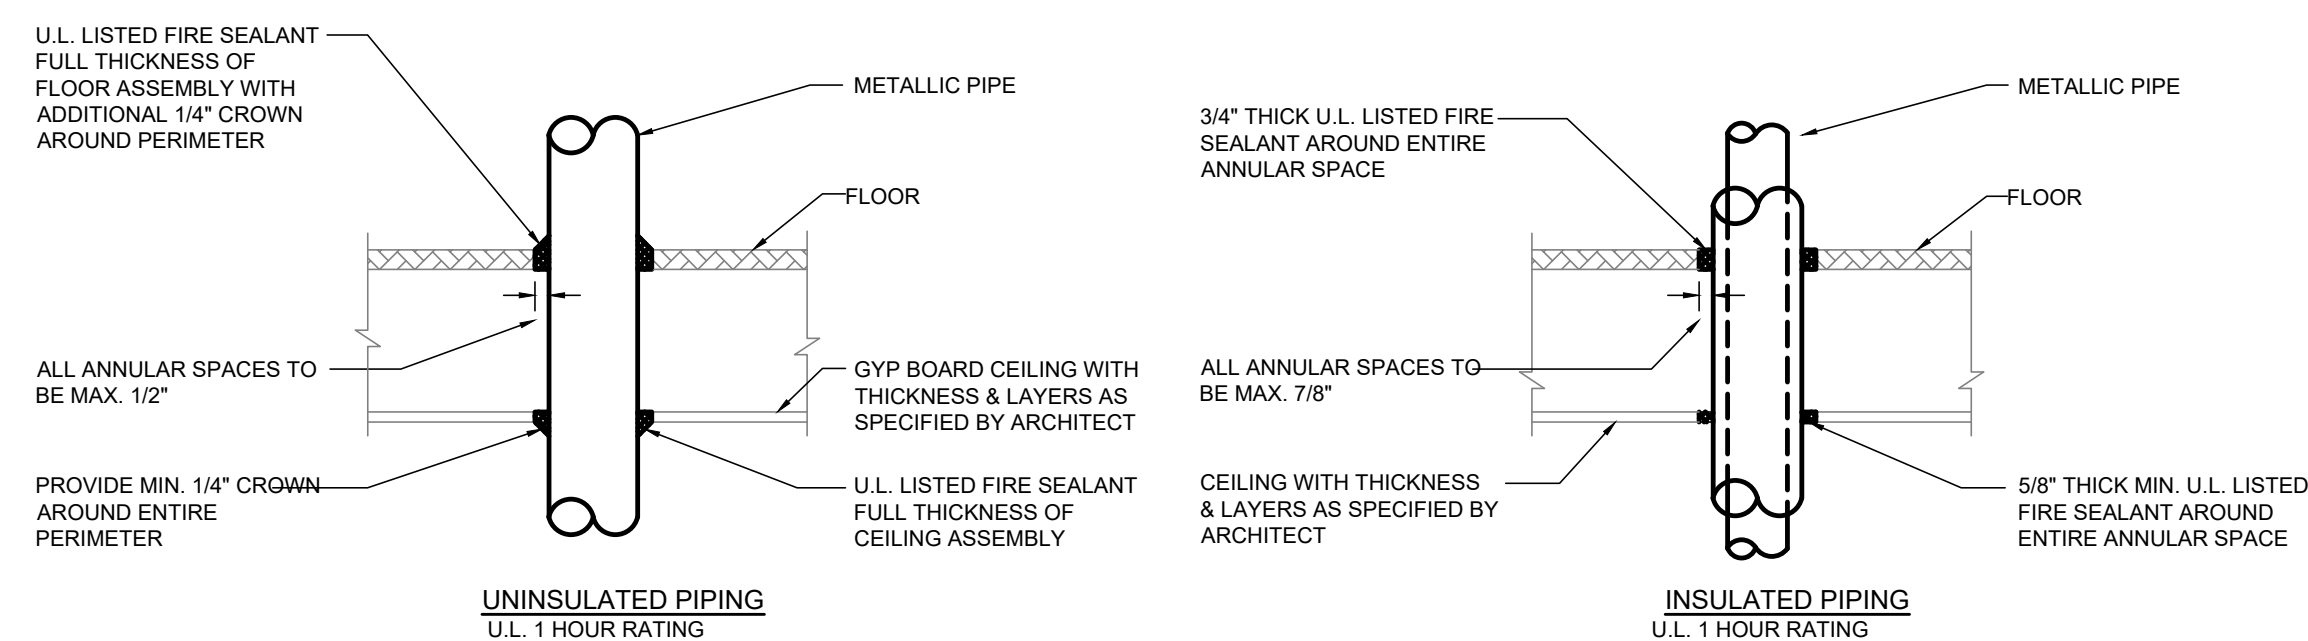 U.L. LISTED FIRE SEALANT
FULL THICKNESS OF
FLOOR ASSEMBLY WITH
ADDITIONAL 1/4" CROWN
AROUND PERIMETER
METALLIC PIPE
FLOOR
ALL ANNULAR SPACES TO
BE MAX. 1/2"
GYP BOARD CEILING WITH
THICKNESS & LAYERS AS
SPECIFIED BY ARCHITECT
PROVIDE MIN. 1/4" CROWN
AROUND ENTIRE
PERIMETER
U.L. LISTED FIRE SEALANT
FULL THICKNESS OF
CEILING ASSEMBLY
UNINSULATED PIPING
U.L. 1 HOUR RATING
3/4" THICK U.L. LISTED FIRE
SEALANT AROUND ENTIRE
ANNULAR SPACE
METALLIC PIPE
FLOOR
ALL ANNULAR SPACES TO
BE MAX. 7/8"
CEILING WITH THICKNESS
& LAYERS AS SPECIFIED BY
ARCHITECT
5/8" THICK MIN. U.L. LISTED
FIRE SEALANT AROUND
ENTIRE ANNULAR SPACE
INSULATED PIPING
U.L. 1 HOUR RATING